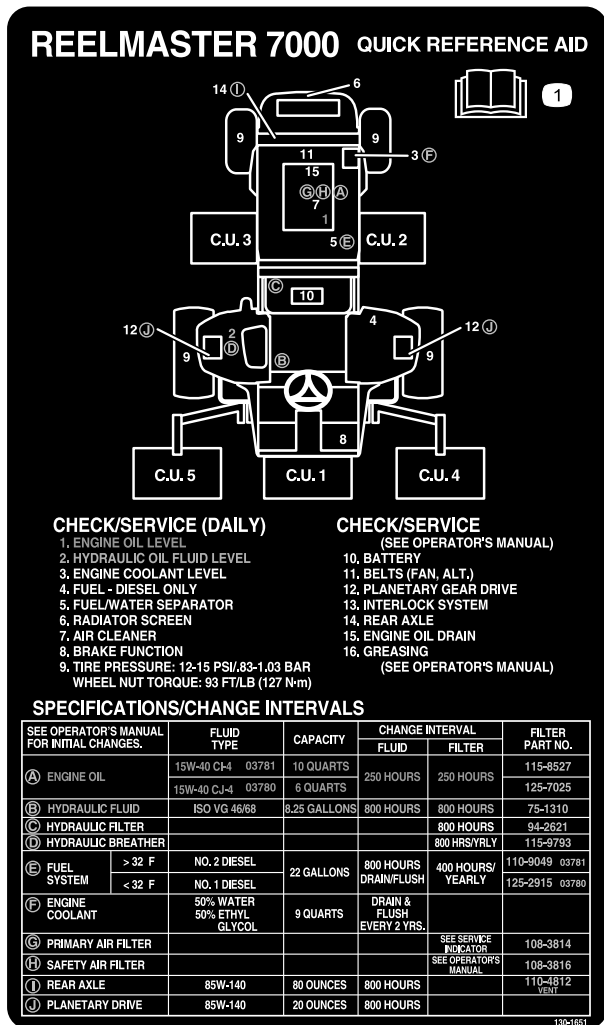 REELMASTER 7000 QUICK REFERENCE AID
1
6
14 Ⓘ
9
9
11
3 Ⓕ
15
Ⓖ Ⓗ Ⓐ
7
1
C.U. 3
5 Ⓔ
C.U. 2
Ⓒ
10
12 Ⓙ
2
Ⓓ
4
12 Ⓙ
9
Ⓑ
9
8
C.U. 5
C.U. 1
C.U. 4
CHECK/SERVICE (DAILY)
1. ENGINE OIL LEVEL
2. HYDRAULIC OIL FLUID LEVEL
3. ENGINE COOLANT LEVEL
4. FUEL - DIESEL ONLY
5. FUEL/WATER SEPARATOR
6. RADIATOR SCREEN
7. AIR CLEANER
8. BRAKE FUNCTION
9. TIRE PRESSURE: 12-15 PSI/.83-1.03 BAR
WHEEL NUT TORQUE: 93 FT/LB (127 N·m)
CHECK/SERVICE
(SEE OPERATOR'S MANUAL)
10. BATTERY
11. BELTS (FAN, ALT.)
12. PLANETARY GEAR DRIVE
13. INTERLOCK SYSTEM
14. REAR AXLE
15. ENGINE OIL DRAIN
16. GREASING
(SEE OPERATOR'S MANUAL)
SPECIFICATIONS/CHANGE INTERVALS
SEE OPERATOR'S MANUAL
FOR INITIAL CHANGES.
FLUID
TYPE
CAPACITY
CHANGE INTERVAL
FLUID
FILTER
FILTER
PART NO.
Ⓐ ENGINE OIL
15W-40 CI-4 03781
10 QUARTS
250 HOURS
250 HOURS
115-8527
15W-40 CJ-4 03780
6 QUARTS
125-7025
Ⓑ HYDRAULIC FLUID
ISO VG 46/68
8.25 GALLONS
800 HOURS
800 HOURS
75-1310
Ⓒ HYDRAULIC FILTER
800 HOURS
94-2621
Ⓓ HYDRAULIC BREATHER
800 HRS/YRLY
115-9793
Ⓔ FUEL
SYSTEM
> 32 F
NO. 2 DIESEL
22 GALLONS
800 HOURS
DRAIN/FLUSH
400 HOURS/
YEARLY
110-9049 03781
< 32 F
NO. 1 DIESEL
125-2915 03780
Ⓕ ENGINE
COOLANT
50% WATER
50% ETHYL
GLYCOL
9 QUARTS
DRAIN &
FLUSH
EVERY 2 YRS.
Ⓖ PRIMARY AIR FILTER
SEE SERVICE
INDICATOR
108-3814
Ⓗ SAFETY AIR FILTER
SEE OPERATOR'S
MANUAL
108-3816
Ⓘ REAR AXLE
85W-140
80 OUNCES
800 HOURS
110-4812
VENT
Ⓙ PLANETARY DRIVE
85W-140
20 OUNCES
800 HOURS
130-1651